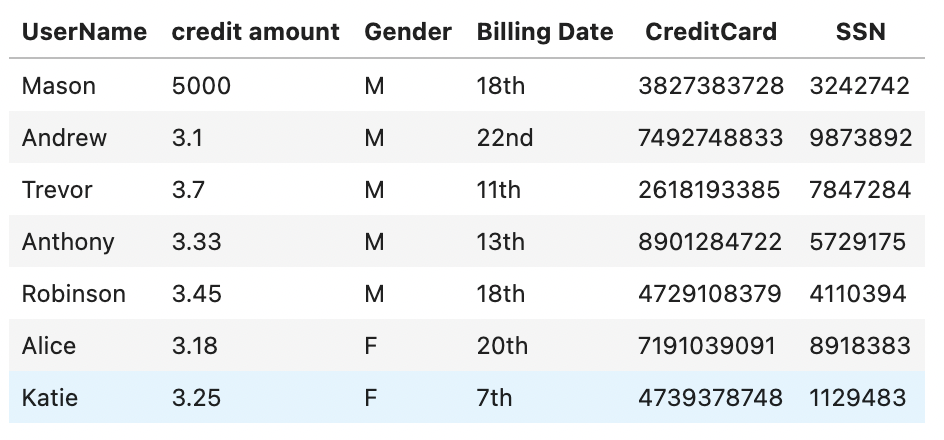 UserName credit amount Gender Billing Date CreditCard SSN
Mason 5000 M 18th 3827383728 3242742
Andrew 3.1 M 22nd 7492748833 9873892
Trevor 3.7 M 11th 2618193385 7847284
Anthony 3.33 M 13th 8901284722 5729175
Robinson 3.45 M 18th 4729108379 4110394
Alice 3.18 F 20th 7191039091 8918383
Katie 3.25 F 7th 4739378748 1129483